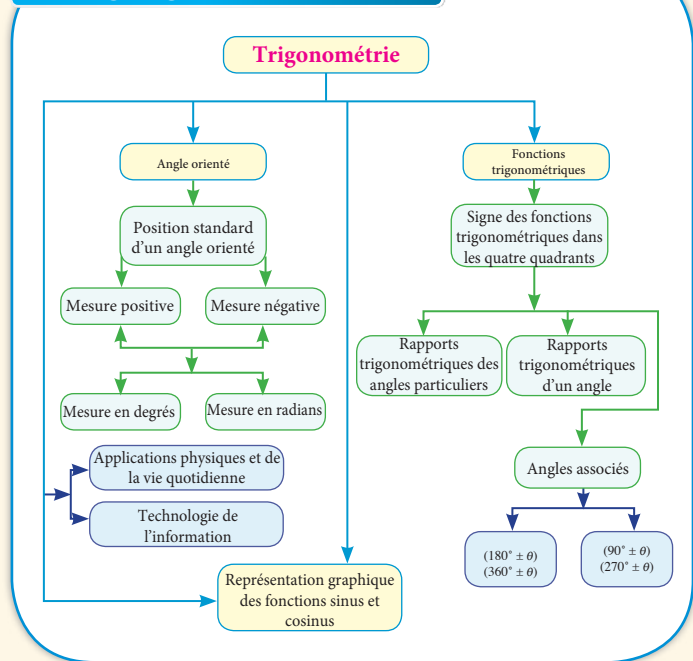 Trigonométrie
Angle orienté
Fonctions
trigonométriques
Position standard
d'un angle orienté
Signe des fonctions
trigonométriques dans
les quatre quadrants
Mesure positive
Mesure négative
Rapports
trigonométriques des
angles particuliers
Rapports
trigonométriques
d'un angle
Mesure en degrés
Mesure en radians
Applications physiques et de
la vie quotidienne
Angles associés
Technologie de
l'information
(180° ± θ)
(360° ± θ)
(90° ± θ)
(270° ± θ)
Représentation graphique
des fonctions sinus et
cosinus